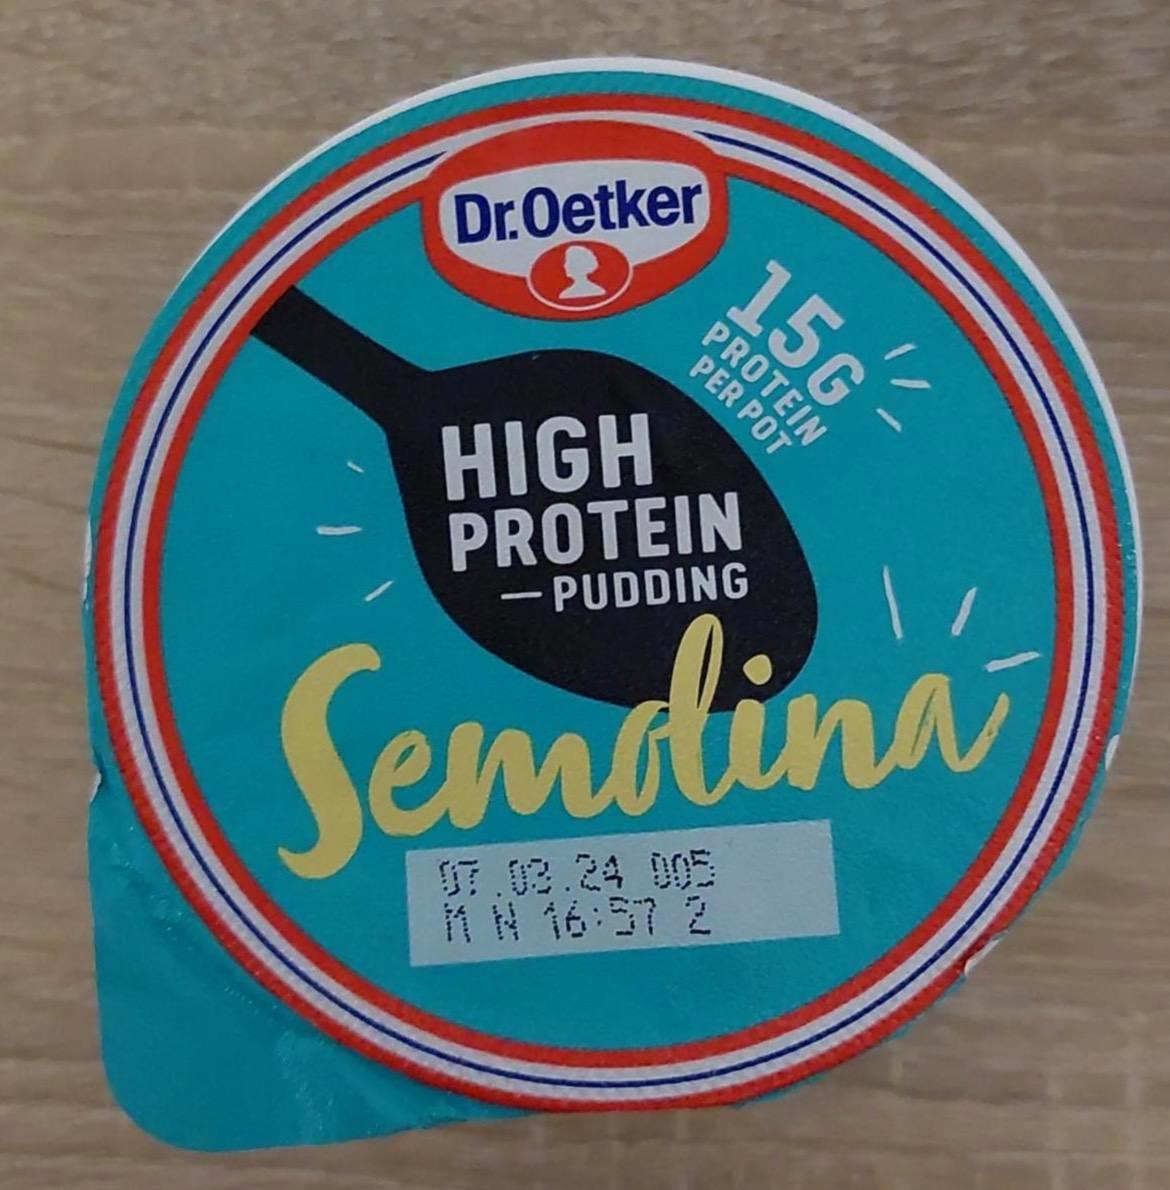 Dr.Oetker
15G
PROTEIN
PER POT
HIGH
PROTEIN
—PUDDING
Semolina
07.03.24 005
M N 16:57 2